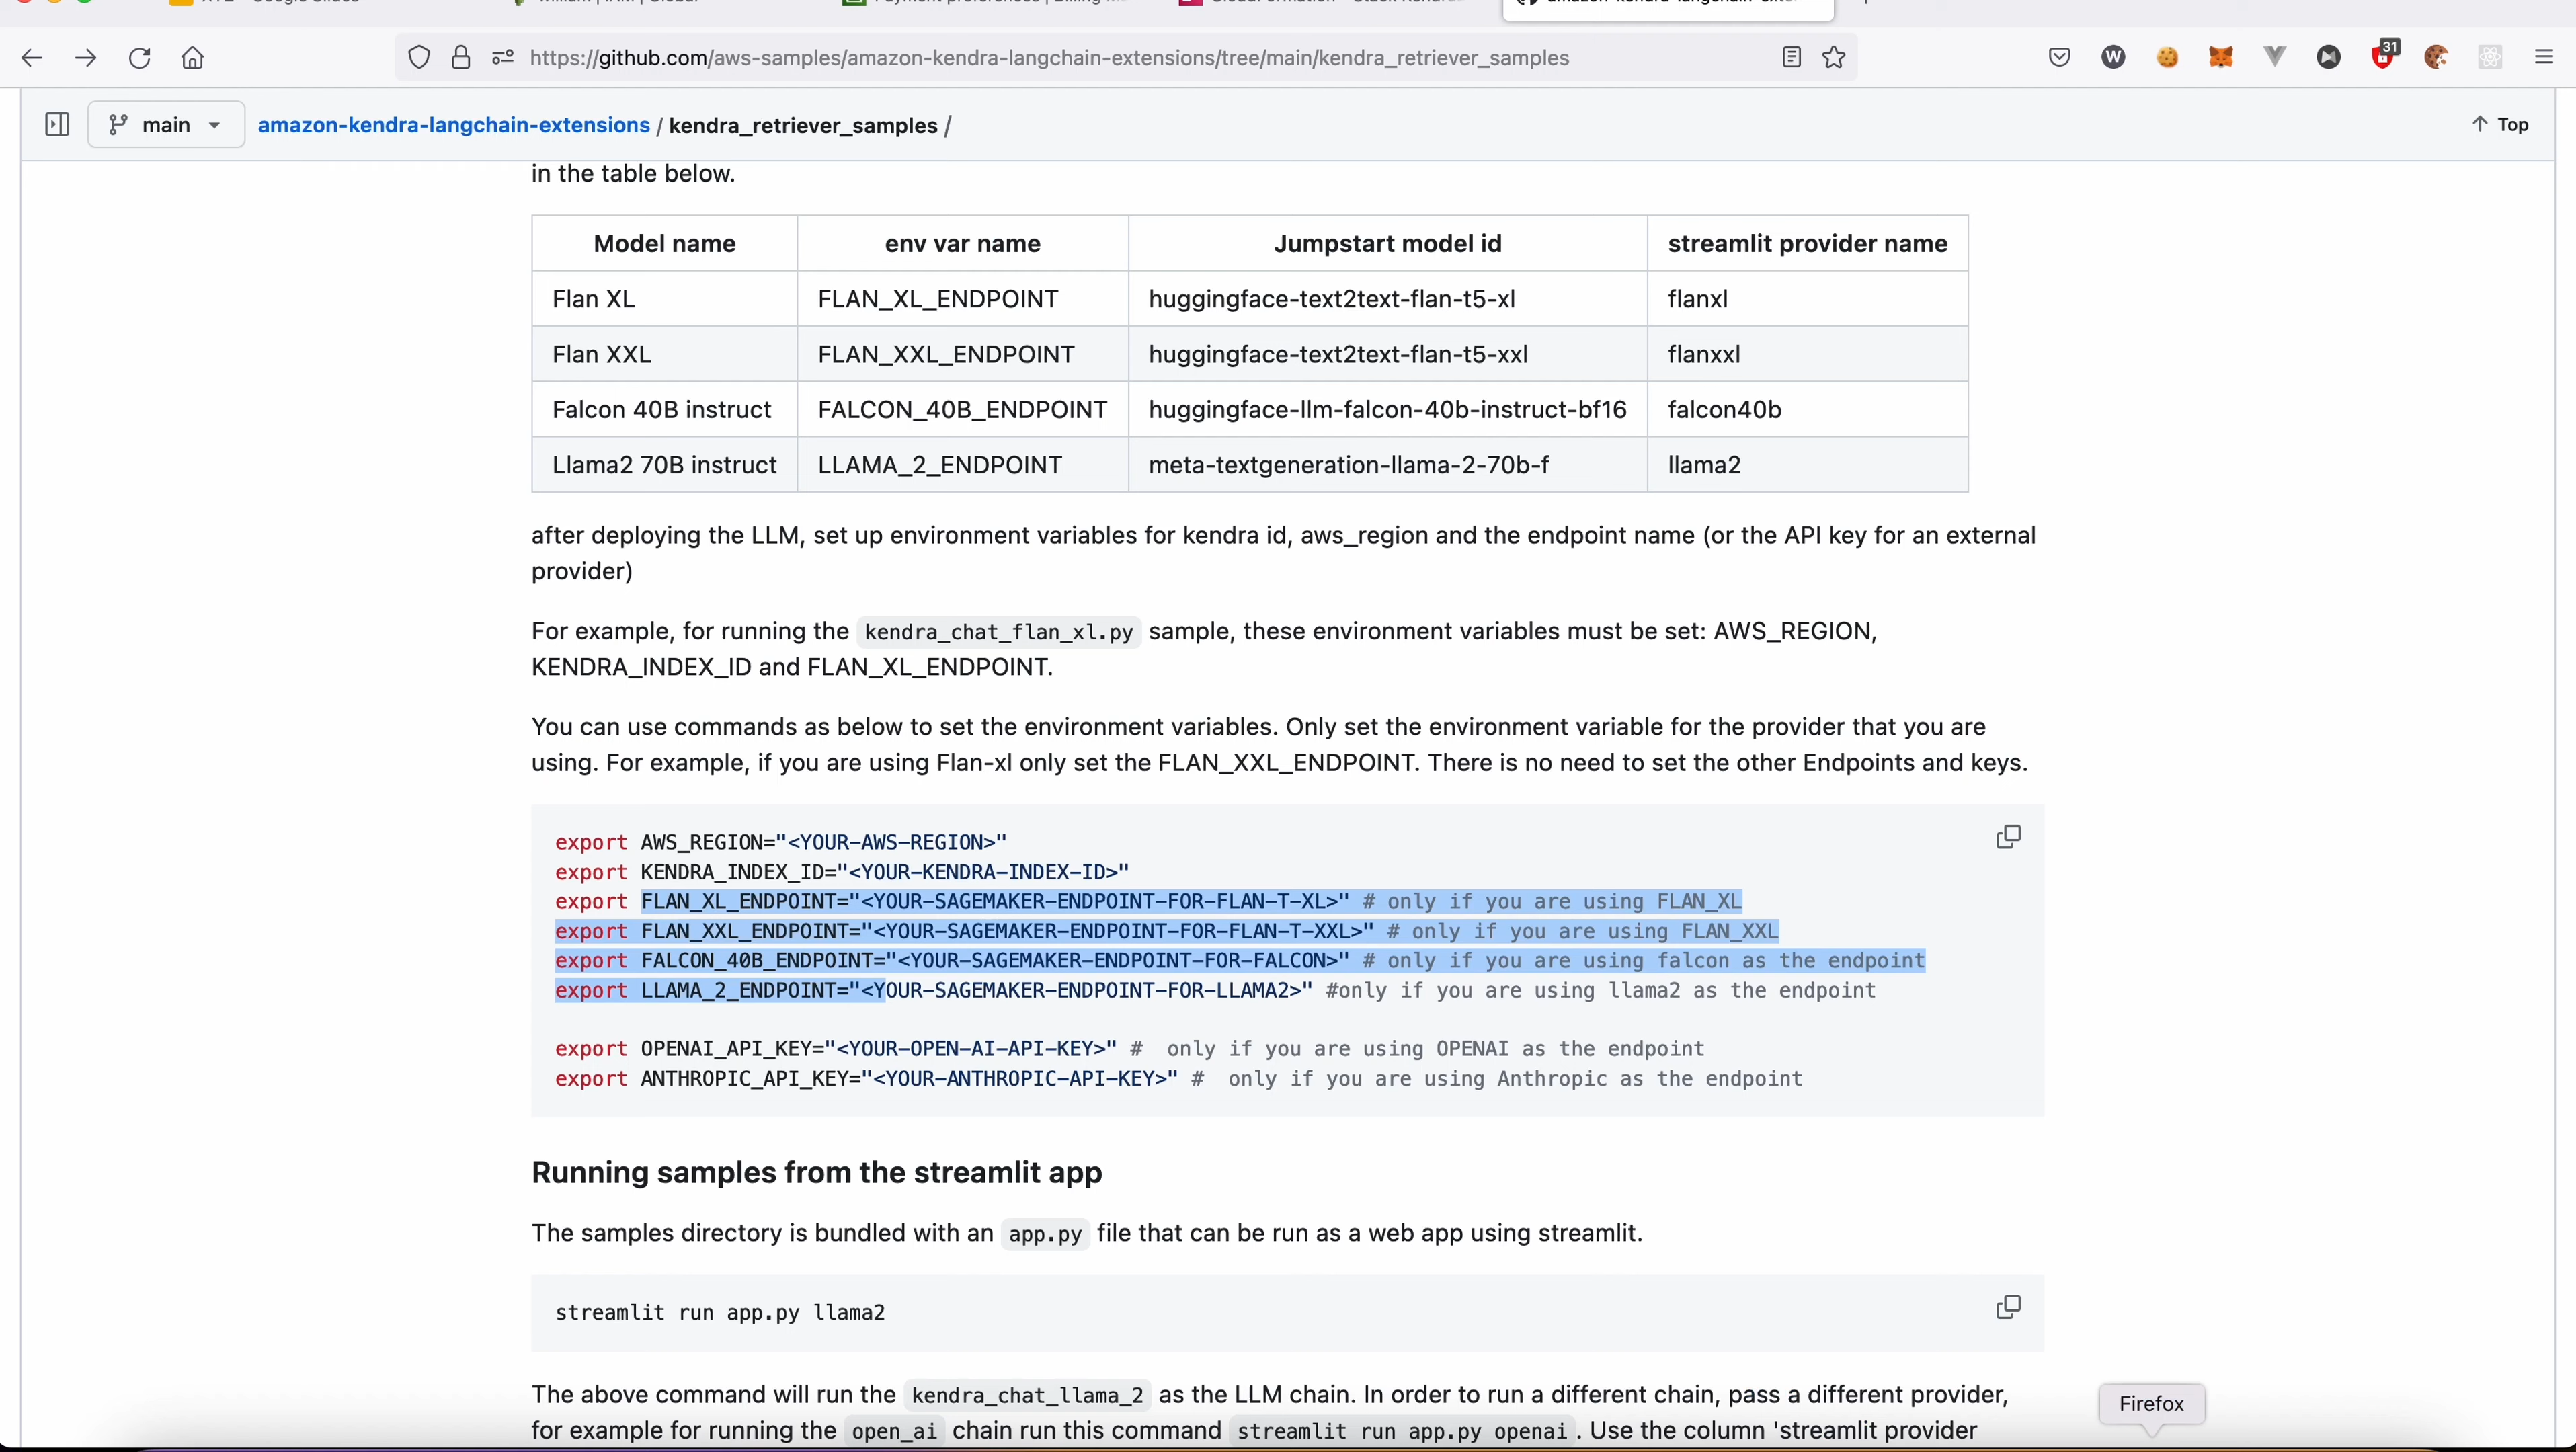 https://github.com/aws-samples/amazon-kendra-langchain-extensions/tree/main/kendra_retriever_samples
W
31
main
amazon-kendra-langchain-extensions / kendra_retriever_samples /
Top
in the table below.
Model name env var name Jumpstart model id streamlit provider name
Flan XL FLAN_XL_ENDPOINT huggingface-text2text-flan-t5-xl flanxl
Flan XXL FLAN_XXL_ENDPOINT huggingface-text2text-flan-t5-xxl flanxxl
Falcon 40B instruct FALCON_40B_ENDPOINT huggingface-llm-falcon-40b-instruct-bf16 falcon40b
Llama2 70B instruct LLAMA_2_ENDPOINT meta-textgeneration-llama-2-70b-f llama2
after deploying the LLM, set up environment variables for kendra id, aws_region and the endpoint name (or the API key for an external
provider)
For example, for running the kendra_chat_flan_xl.py sample, these environment variables must be set: AWS_REGION,
KENDRA_INDEX_ID and FLAN_XL_ENDPOINT.
You can use commands as below to set the environment variables. Only set the environment variable for the provider that you are
using. For example, if you are using Flan-xl only set the FLAN_XXL_ENDPOINT. There is no need to set the other Endpoints and keys.
export AWS_REGION="<YOUR-AWS-REGION>"
export KENDRA_INDEX_ID="<YOUR-KENDRA-INDEX-ID>"
export FLAN_XL_ENDPOINT="<YOUR-SAGEMAKER-ENDPOINT-FOR-FLAN-T-XL>" # only if you are using FLAN_XL
export FLAN_XXL_ENDPOINT="<YOUR-SAGEMAKER-ENDPOINT-FOR-FLAN-T-XXL>" # only if you are using FLAN_XXL
export FALCON_40B_ENDPOINT="<YOUR-SAGEMAKER-ENDPOINT-FOR-FALCON>" # only if you are using falcon as the endpoint
export LLAMA_2_ENDPOINT="<YOUR-SAGEMAKER-ENDPOINT-FOR-LLAMA2>" #only if you are using llama2 as the endpoint
export OPENAI_API_KEY="<YOUR-OPEN-AI-API-KEY>" #  only if you are using OPENAI as the endpoint
export ANTHROPIC_API_KEY="<YOUR-ANTHROPIC-API-KEY>" #  only if you are using Anthropic as the endpoint
Running samples from the streamlit app
The samples directory is bundled with an app.py file that can be run as a web app using streamlit.
streamlit run app.py llama2
The above command will run the kendra_chat_llama_2 as the LLM chain. In order to run a different chain, pass a different provider,
for example for running the open_ai chain run this command streamlit run app.py openai . Use the column 'streamlit provider
Firefox